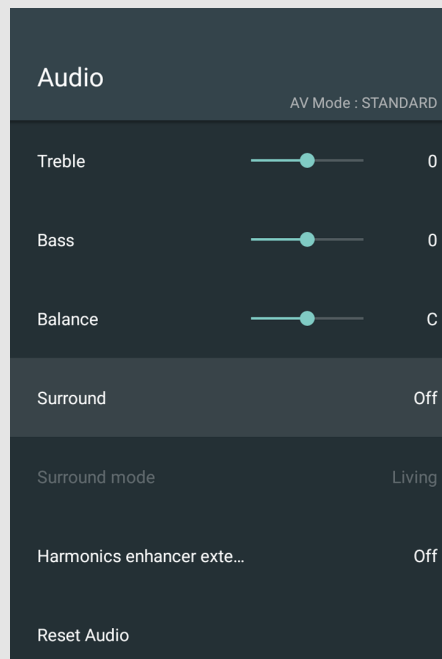 Audio
AV Mode : STANDARD
Treble 0
Bass 0
Balance C
Surround Off
Surround mode Living
Harmonics enhancer exte... Off
Reset Audio